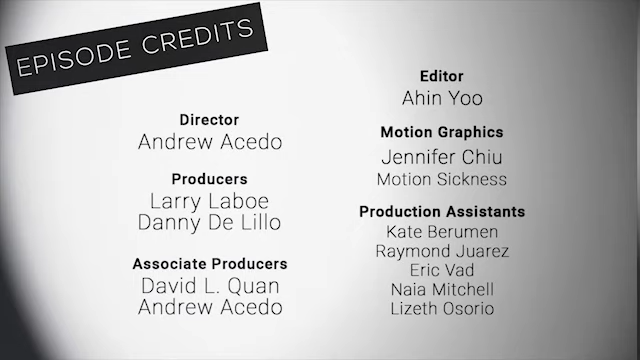 EPISODE CREDITS
Director
Andrew Acedo
Producers
Larry Laboe
Danny De Lillo
Associate Producers
David L. Quan
Andrew Acedo
Editor
Ahin Yoo
Motion Graphics
Jennifer Chiu
Motion Sickness
Production Assistants
Kate Berumen
Raymond Juarez
Eric Vad
Naia Mitchell
Lizeth Osorio